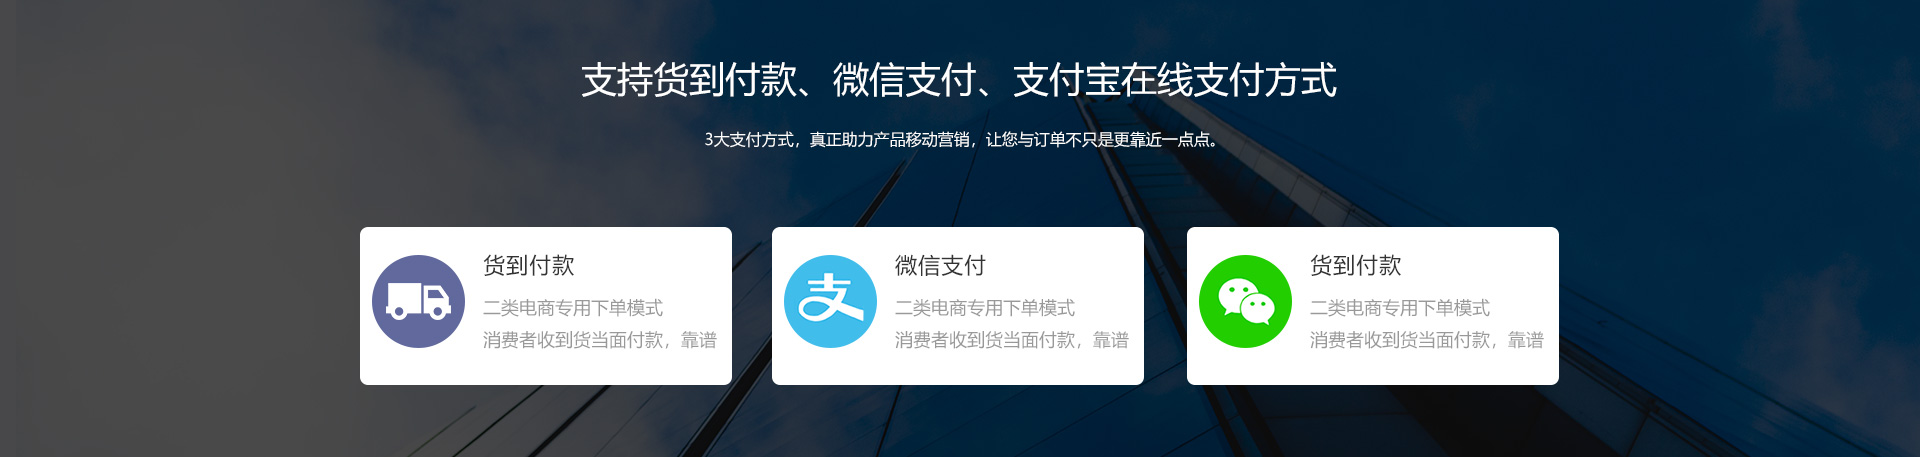 支持货到付款、微信支付、支付宝在线支付方式
3大支付方式，真正助力产品移动营销，让您与订单不只是更靠近一点点。
货到付款
二类电商专用下单模式
消费者收到货当面付款，靠谱
支
微信支付
二类电商专用下单模式
消费者收到货当面付款，靠谱
货到付款
二类电商专用下单模式
消费者收到货当面付款，靠谱